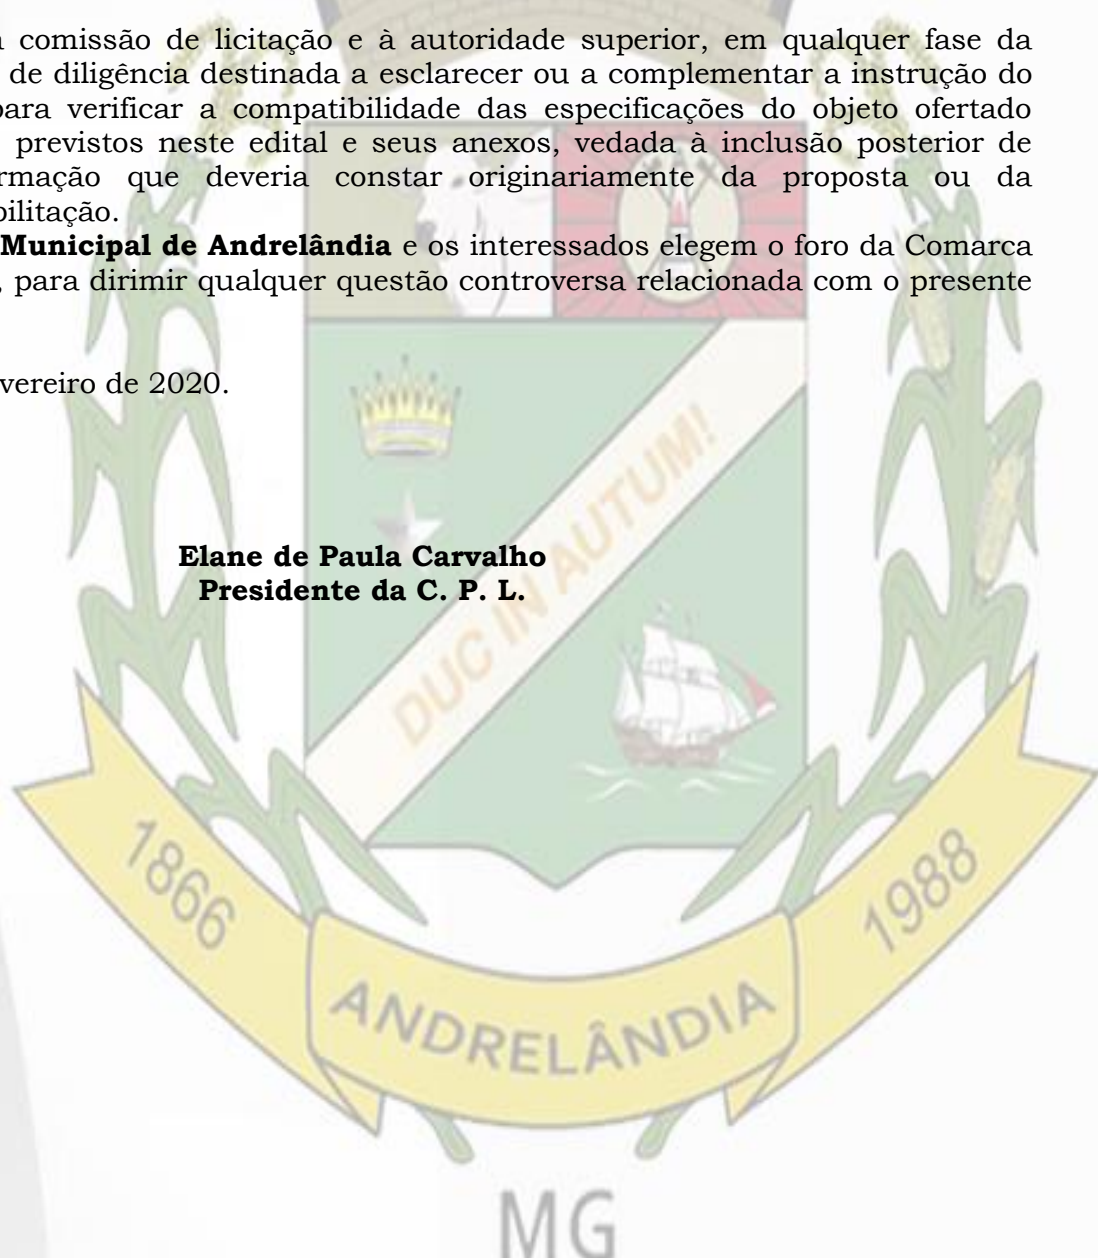 comissão de licitação e à autoridade superior, em qualquer fase da
de diligência destinada a esclarecer ou a complementar a instrução do
para verificar a compatibilidade das especificações do objeto ofertado
previstos neste edital e seus anexos, vedada à inclusão posterior de
rmação que deveria constar originariamente da proposta ou da
bilitação.
Municipal de Andrelândia e os interessados elegem o foro da Comarca
, para dirimir qualquer questão controversa relacionada com o presente
vereiro de 2020.
DUC IN AUTUM!
Elane de Paula Carvalho
Presidente da C. P. L.
1866
1988
ANDRELÂNDIA
MG